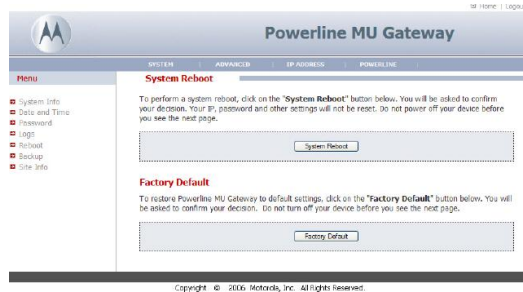 Home | Logout
Powerline MU Gateway
SYSTEM | ADVANCED | IP ADDRESS | POWERLINE
Menu
System Info
Date and Time
Password
Logs
Reboot
Backup
Site Info
System Reboot
To perform a system reboot, click on the "System Reboot" button below. You will be asked to confirm
your decision. Your IP, password and other settings will not be reset. Do not power off your device before
you see the next page.
System Reboot
Factory Default
To restore Powerline MU Gateway to default settings, click on the "Factory Default" button below. You will
be asked to confirm your decision. Do not turn off your device before you see the next page.
Factory Default
Copyright © 2006 Motorola, Inc. All Rights Reserved.